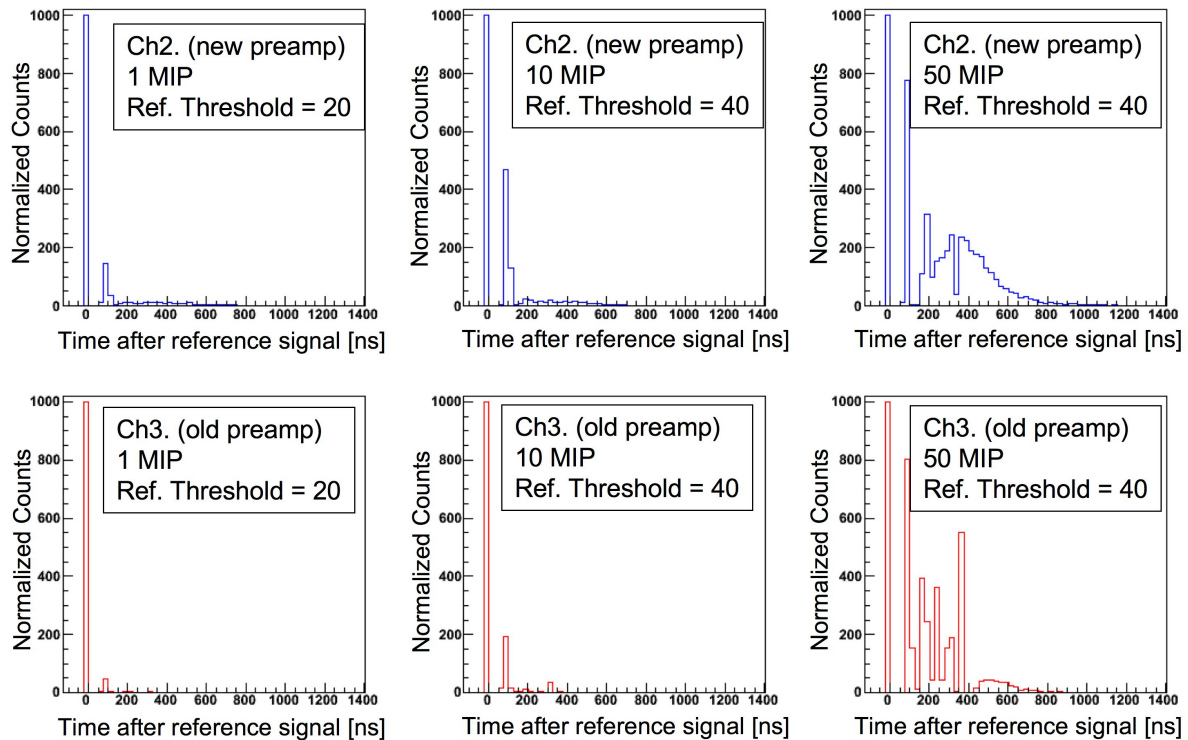 Ch2. (new preamp)
1 MIP
Ref. Threshold = 20
Normalized Counts
1000
800
600
400
200
0
0 200 400 600 800 1000 1200 1400
Time after reference signal [ns]
Ch2. (new preamp)
10 MIP
Ref. Threshold = 40
Normalized Counts
1000
800
600
400
200
0
0 200 400 600 800 1000 1200 1400
Time after reference signal [ns]
Ch2. (new preamp)
50 MIP
Ref. Threshold = 40
Normalized Counts
1000
800
600
400
200
0
0 200 400 600 800 1000 1200 1400
Time after reference signal [ns]
Ch3. (old preamp)
1 MIP
Ref. Threshold = 20
Normalized Counts
1000
800
600
400
200
0
0 200 400 600 800 1000 1200 1400
Time after reference signal [ns]
Ch3. (old preamp)
10 MIP
Ref. Threshold = 40
Normalized Counts
1000
800
600
400
200
0
0 200 400 600 800 1000 1200 1400
Time after reference signal [ns]
Ch3. (old preamp)
50 MIP
Ref. Threshold = 40
Normalized Counts
1000
800
600
400
200
0
0 200 400 600 800 1000 1200 1400
Time after reference signal [ns]